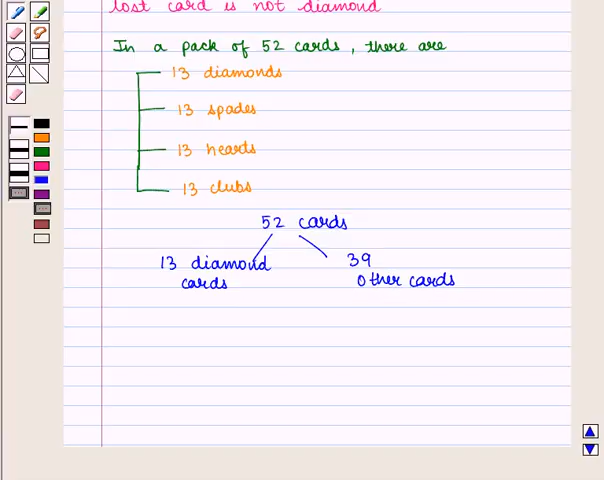 lost card is not diamond
In a pack of 52 cards, there are
13 diamonds
13 spades
13 hearts
13 clubs
52 cards
13 diamond 39
cards other cards